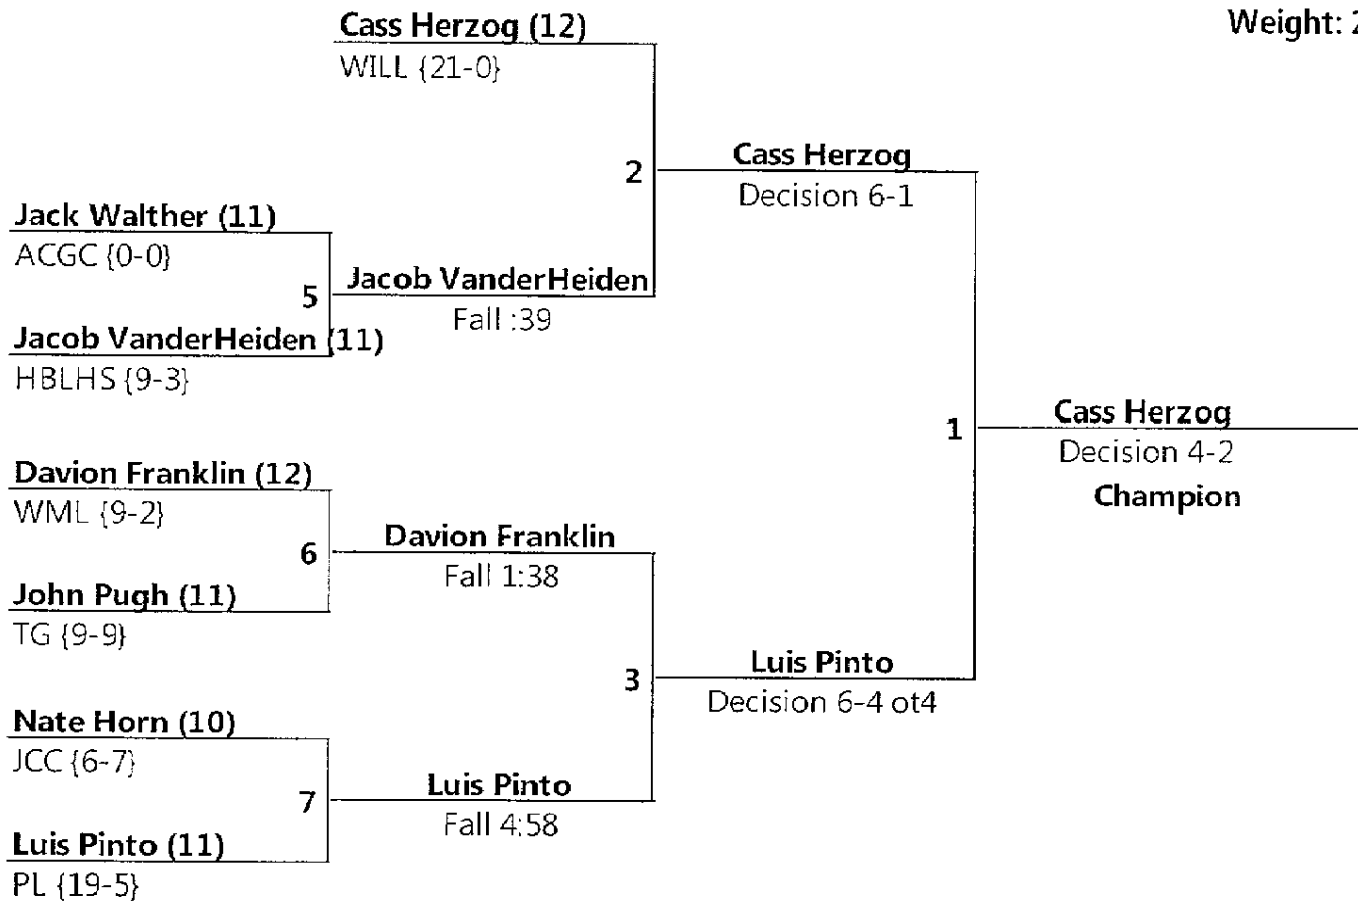 Cass Herzog (12)
WILL {21-0}
Weight: 2
2
Cass Herzog
Decision 6-1
Jack Walther (11)
ACGC {0-0}
5
Jacob VanderHeiden
Fall :39
Jacob VanderHeiden (11)
HBLHS {9-3}
1
Cass Herzog
Decision 4-2
Champion
Davion Franklin (12)
WML {9-2}
6
Davion Franklin
Fall 1:38
John Pugh (11)
TG {9-9}
3
Luis Pinto
Decision 6-4 ot4
Nate Horn (10)
JCC {6-7}
7
Luis Pinto
Fall 4:58
Luis Pinto (11)
PL {19-5}